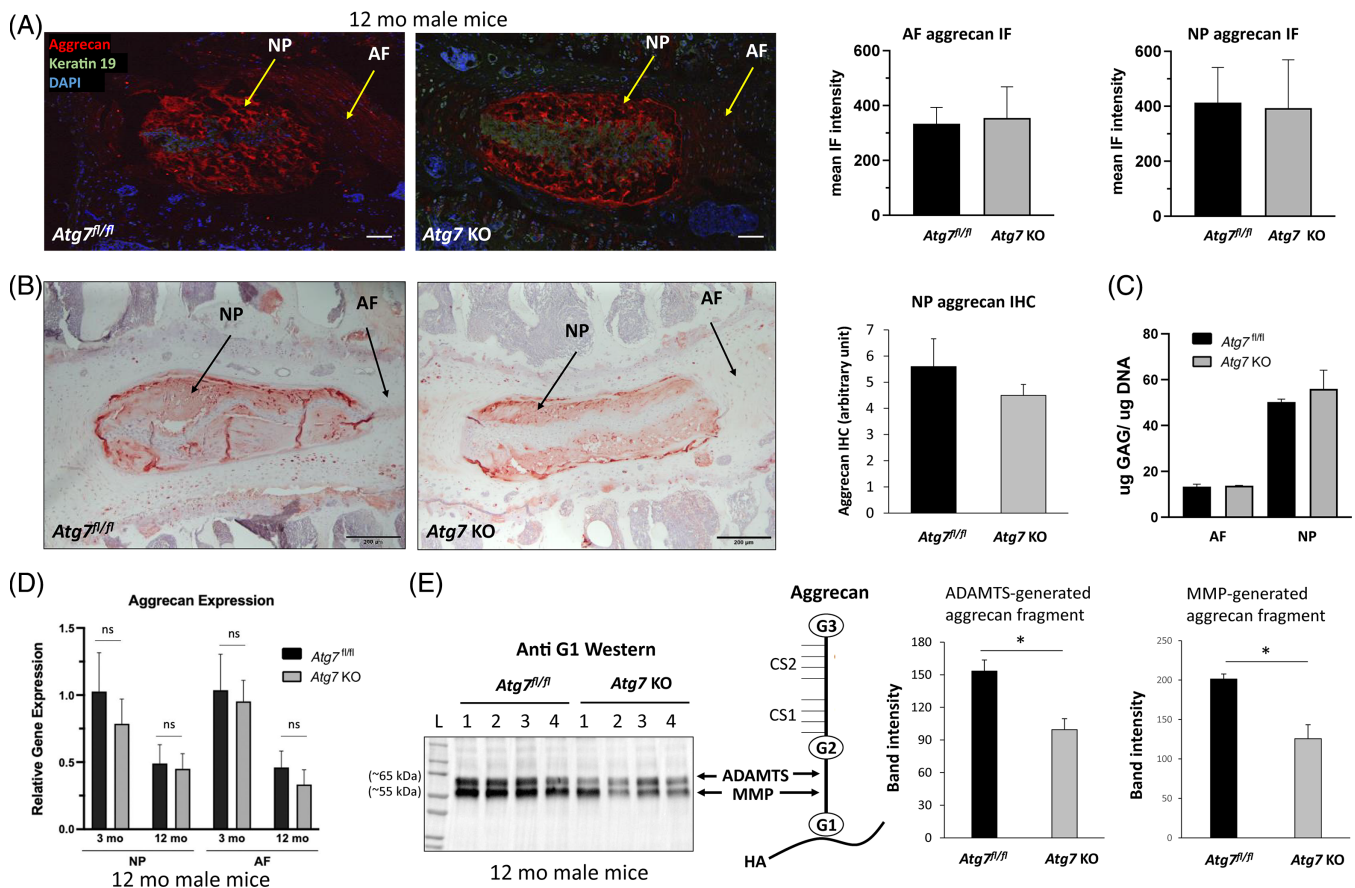 (A)
12 mo male mice
Aggrecan
Keratin 19
DAPI
NP
AF
Atg7fl/fl
NP
AF
Atg7 KO
AF aggrecan IF
mean IF intensity
600
400
200
0
Atg7fl/fl
Atg7 KO
NP aggrecan IF
mean IF intensity
600
400
200
0
Atg7fl/fl
Atg7 KO
(B)
NP
AF
Atg7fl/fl
200 µm
NP
AF
Atg7 KO
200 µm
NP aggrecan IHC
Aggrecan IHC (arbitrary unit)
7
6
5
4
3
2
1
0
Atg7fl/fl
Atg7 KO
(C)
ug GAG/ ug DNA
80
60
40
20
0
Atg7 fl/fl
Atg7 KO
AF
NP
(D)
Aggrecan Expression
Relative Gene Expression
1.5
1.0
0.5
0.0
ns
ns
ns
ns
Atg7 fl/fl
Atg7 KO
3 mo
12 mo
3 mo
12 mo
NP
AF
12 mo male mice
(E)
Anti G1 Western
Atg7fl/fl
Atg7 KO
L
1
2
3
4
1
2
3
4
(~65 kDa)
(~55 kDa)
12 mo male mice
Aggrecan
G3
CS2
CS1
G2
ADAMTS
MMP
G1
HA
ADAMTS-generated
aggrecan fragment
Band intensity
180
150
120
90
60
30
0
*
Atg7fl/fl
Atg7 KO
MMP-generated
aggrecan fragment
Band intensity
250
200
150
100
50
0
*
Atg7fl/fl
Atg7 KO